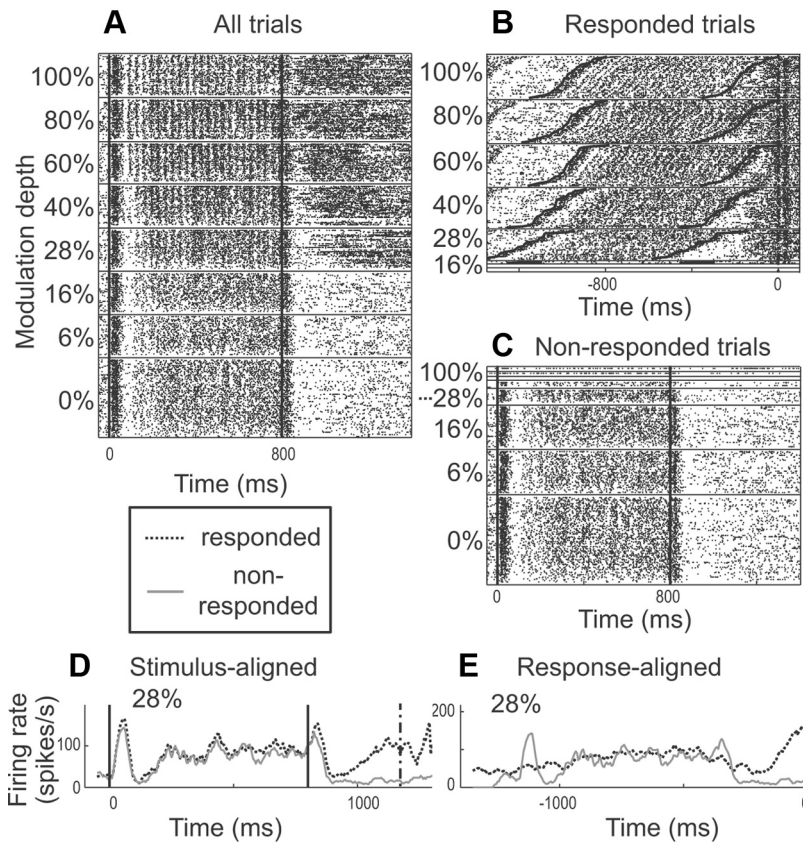 A
All trials
Modulation depth
100%
80%
60%
40%
28%
16%
6%
0%
0
800
Time (ms)
B
Responded trials
100%
80%
60%
40%
28%
16%
-800
0
Time (ms)
C
Non-responded trials
100%
28%
16%
6%
0%
0
800
Time (ms)
responded
non-
responded
D
Stimulus-aligned
28%
Firing rate
(spikes/s)
100
0
0
1000
Time (ms)
E
Response-aligned
28%
200
0
-1000
0
Time (ms)